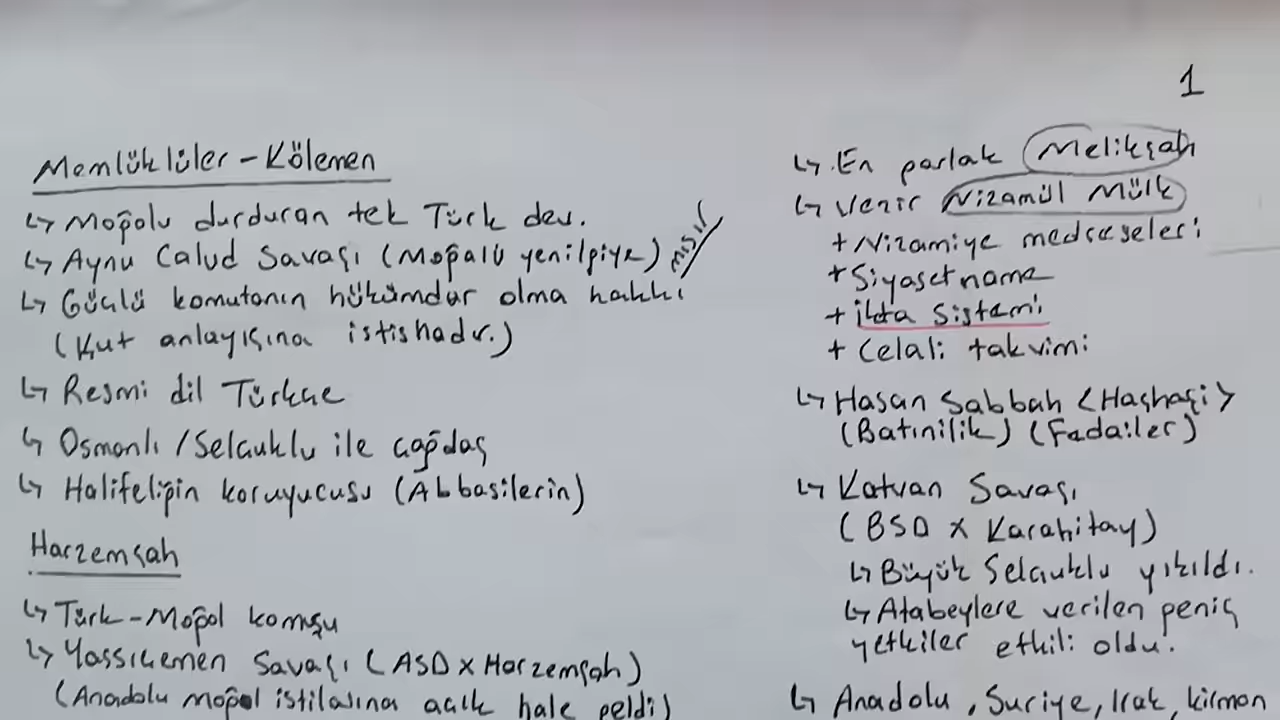 1
Memlüklüler - Kölemen
↳ Moğolu durduran tek Türk dev.
↳ Aynu Calud Savaşı (Moğalü yenilgiye) Mısır
↳ Güçlü komutanın hükümdar olma hakkı
(Kut anlayışına istishadır.)
↳ Resmi dil Türkçe
↳ Osmanlı / Selçuklu ile çağdaş
↳ Halifeliğin koruyucusu (Abbasilerin)
Harzemşah
↳ Türk - Moğol komşu
↳ Yassıçemen Savaşı (ASD x Harzemşah)
(Anadolu moğol istilasına açık hale geldi)
↳ En parlak Melikşah
↳ Vezir Nizamül Mülk
+ Nizamiye medreseleri
+ Siyasetname
+ ikta Sistemi
+ Celali takvimi
↳ Hasan Sabbah <Haşhaşi>
(Batınilik) (Fedailer)
↳ Katvan Savaşı
(BSD x Karahitay)
↳ Büyük Selçuklu yıkıldı.
↳ Atabeylere verilen geniş
yetkiler etkili oldu.
↳ Anadolu, Suriye, Irak, Kirman